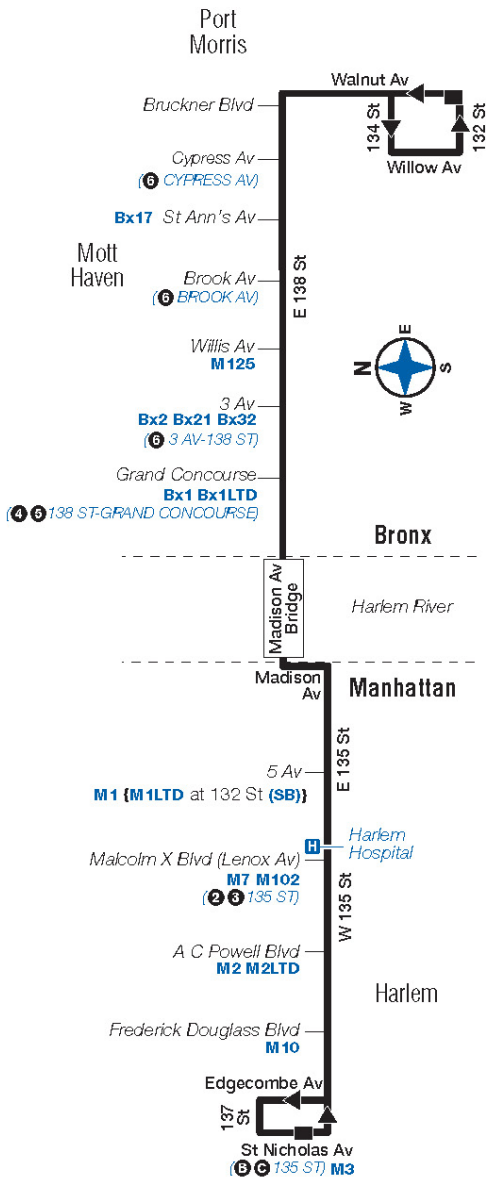 Port
Morris
Walnut Av
Bruckner Blvd
134 St
132 St
Cypress Av
(6 CYPRESS AV)
Willow Av
Bx17 St Ann's Av
Mott
Haven
E 138 St
Brook Av
(6 BROOK AV)
Willis Av
M125
E
N
S
W
3 Av
Bx2 Bx21 Bx32
(6 3 AV-138 ST)
Grand Concourse
Bx1 Bx1LTD
(4 5 138 ST-GRAND CONCOURSE)
Bronx
Madison Av
Bridge
Harlem River
Madison
Av
Manhattan
E 135 St
5 Av
M1 {M1LTD at 132 St (SB)}
H
Harlem
Hospital
Malcolm X Blvd (Lenox Av)
M7 M102
(2 3 135 ST)
W 135 St
A C Powell Blvd
M2 M2LTD
Harlem
Frederick Douglass Blvd
M10
Edgecombe Av
137
St
St Nicholas Av
(B C 135 ST) M3